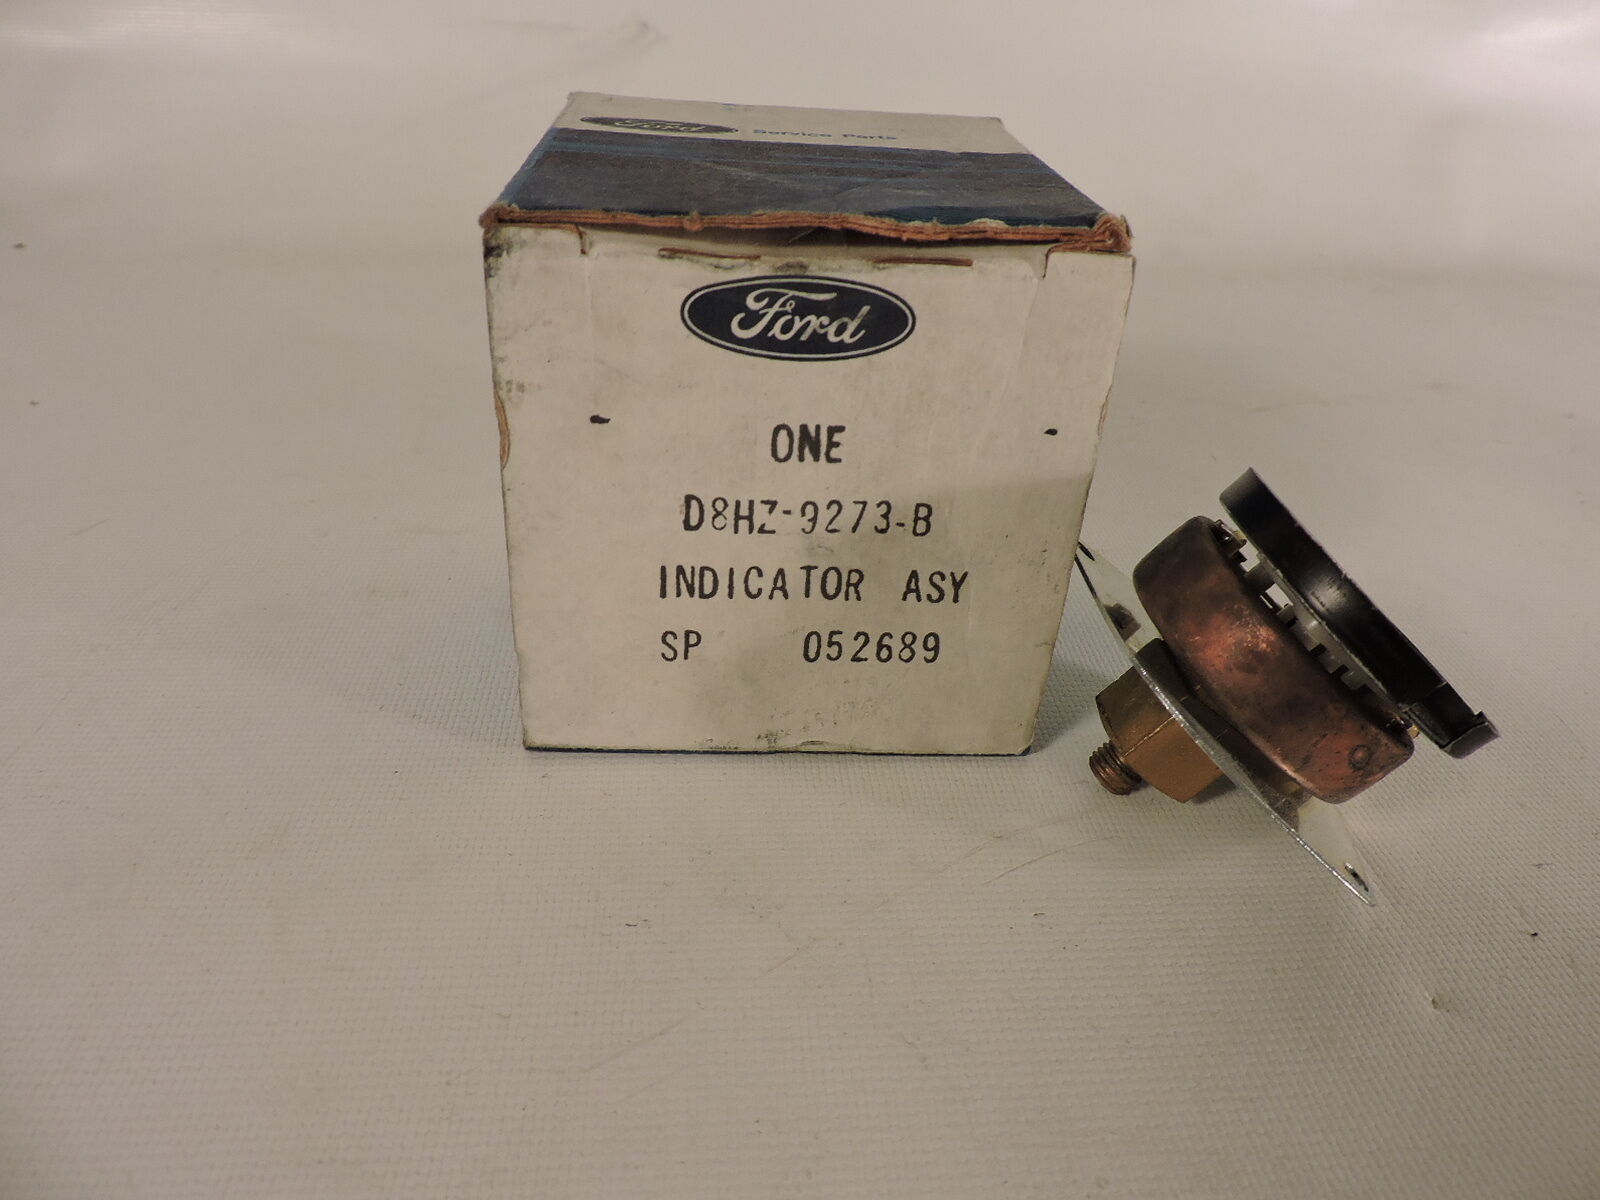 Ford Service Parts
Ford
ONE
D8HZ-9273-B
INDICATOR ASY
SP 052689